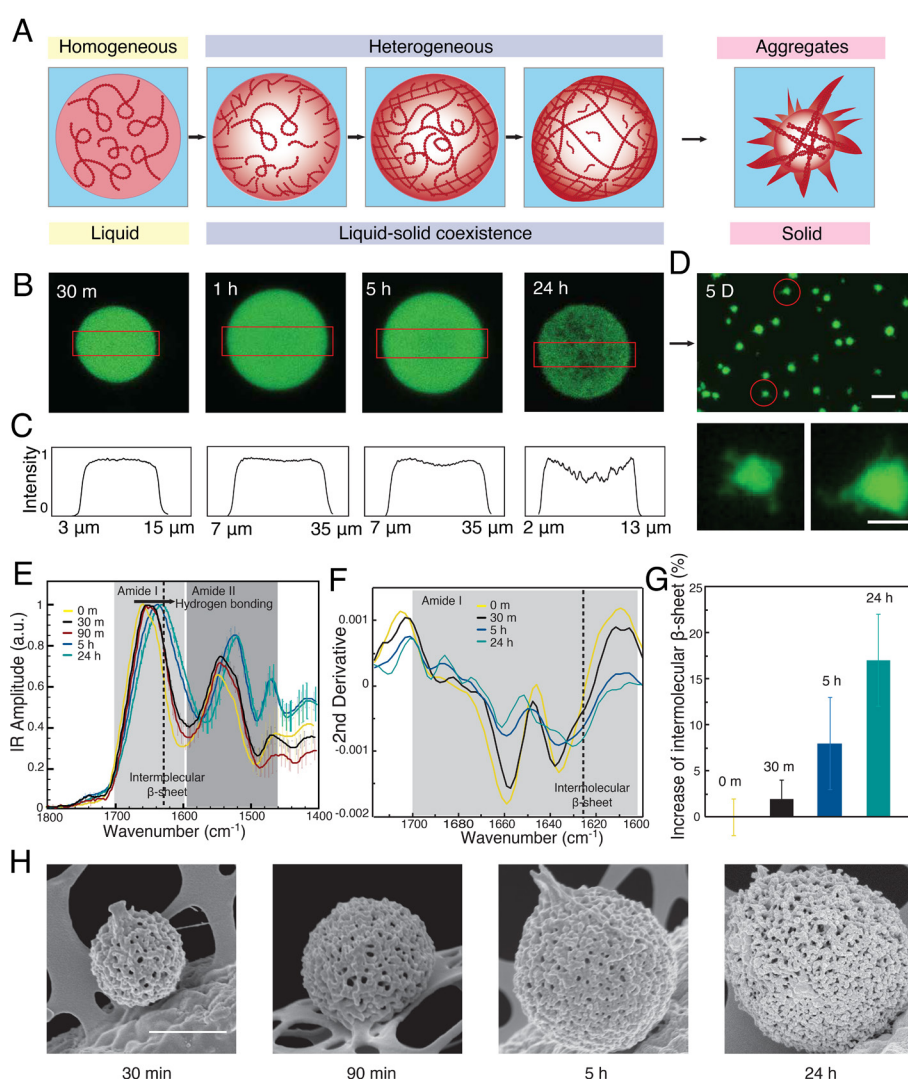 A
Homogeneous
Heterogeneous
Aggregates
Liquid
Liquid-solid coexistence
Solid
B
30 m
1 h
5 h
24 h
D
5 D
C
Intensity
1
0
3 µm
15 µm
7 µm
35 µm
7 µm
35 µm
2 µm
13 µm
E
IR Amplitude (a.u.)
1
0.8
0.6
0.4
0.2
0
Amide I
Amide II
Hydrogen bonding
0 m
30 m
90 m
5 h
24 h
Intermolecular
β-sheet
1800
1700
1600
1500
1400
Wavenumber (cm⁻¹)
F
2nd Derivative
0.001
0
-0.001
-0.002
Amide I
0 m
30 m
5 h
24 h
Intermolecular
β-sheet
1700
1680
1660
1640
1620
1600
Wavenumber (cm⁻¹)
G
Increase of intermolecular β-sheet (%)
25
20
15
10
5
0
0 m
30 m
5 h
24 h
H
30 min
90 min
5 h
24 h